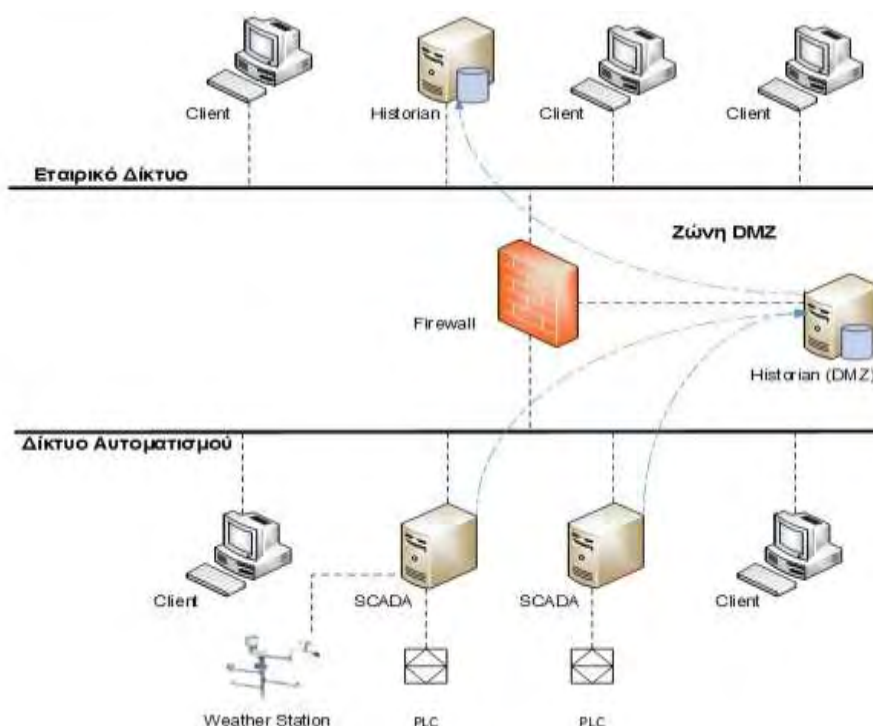 Client
Historian
Client
Client
Εταιρικό Δίκτυο
Ζώνη DMZ
Firewall
Historian (DMZ)
Δίκτυο Αυτοματισμού
Client
SCADA
SCADA
Client
Weather Station
PLC
PLC